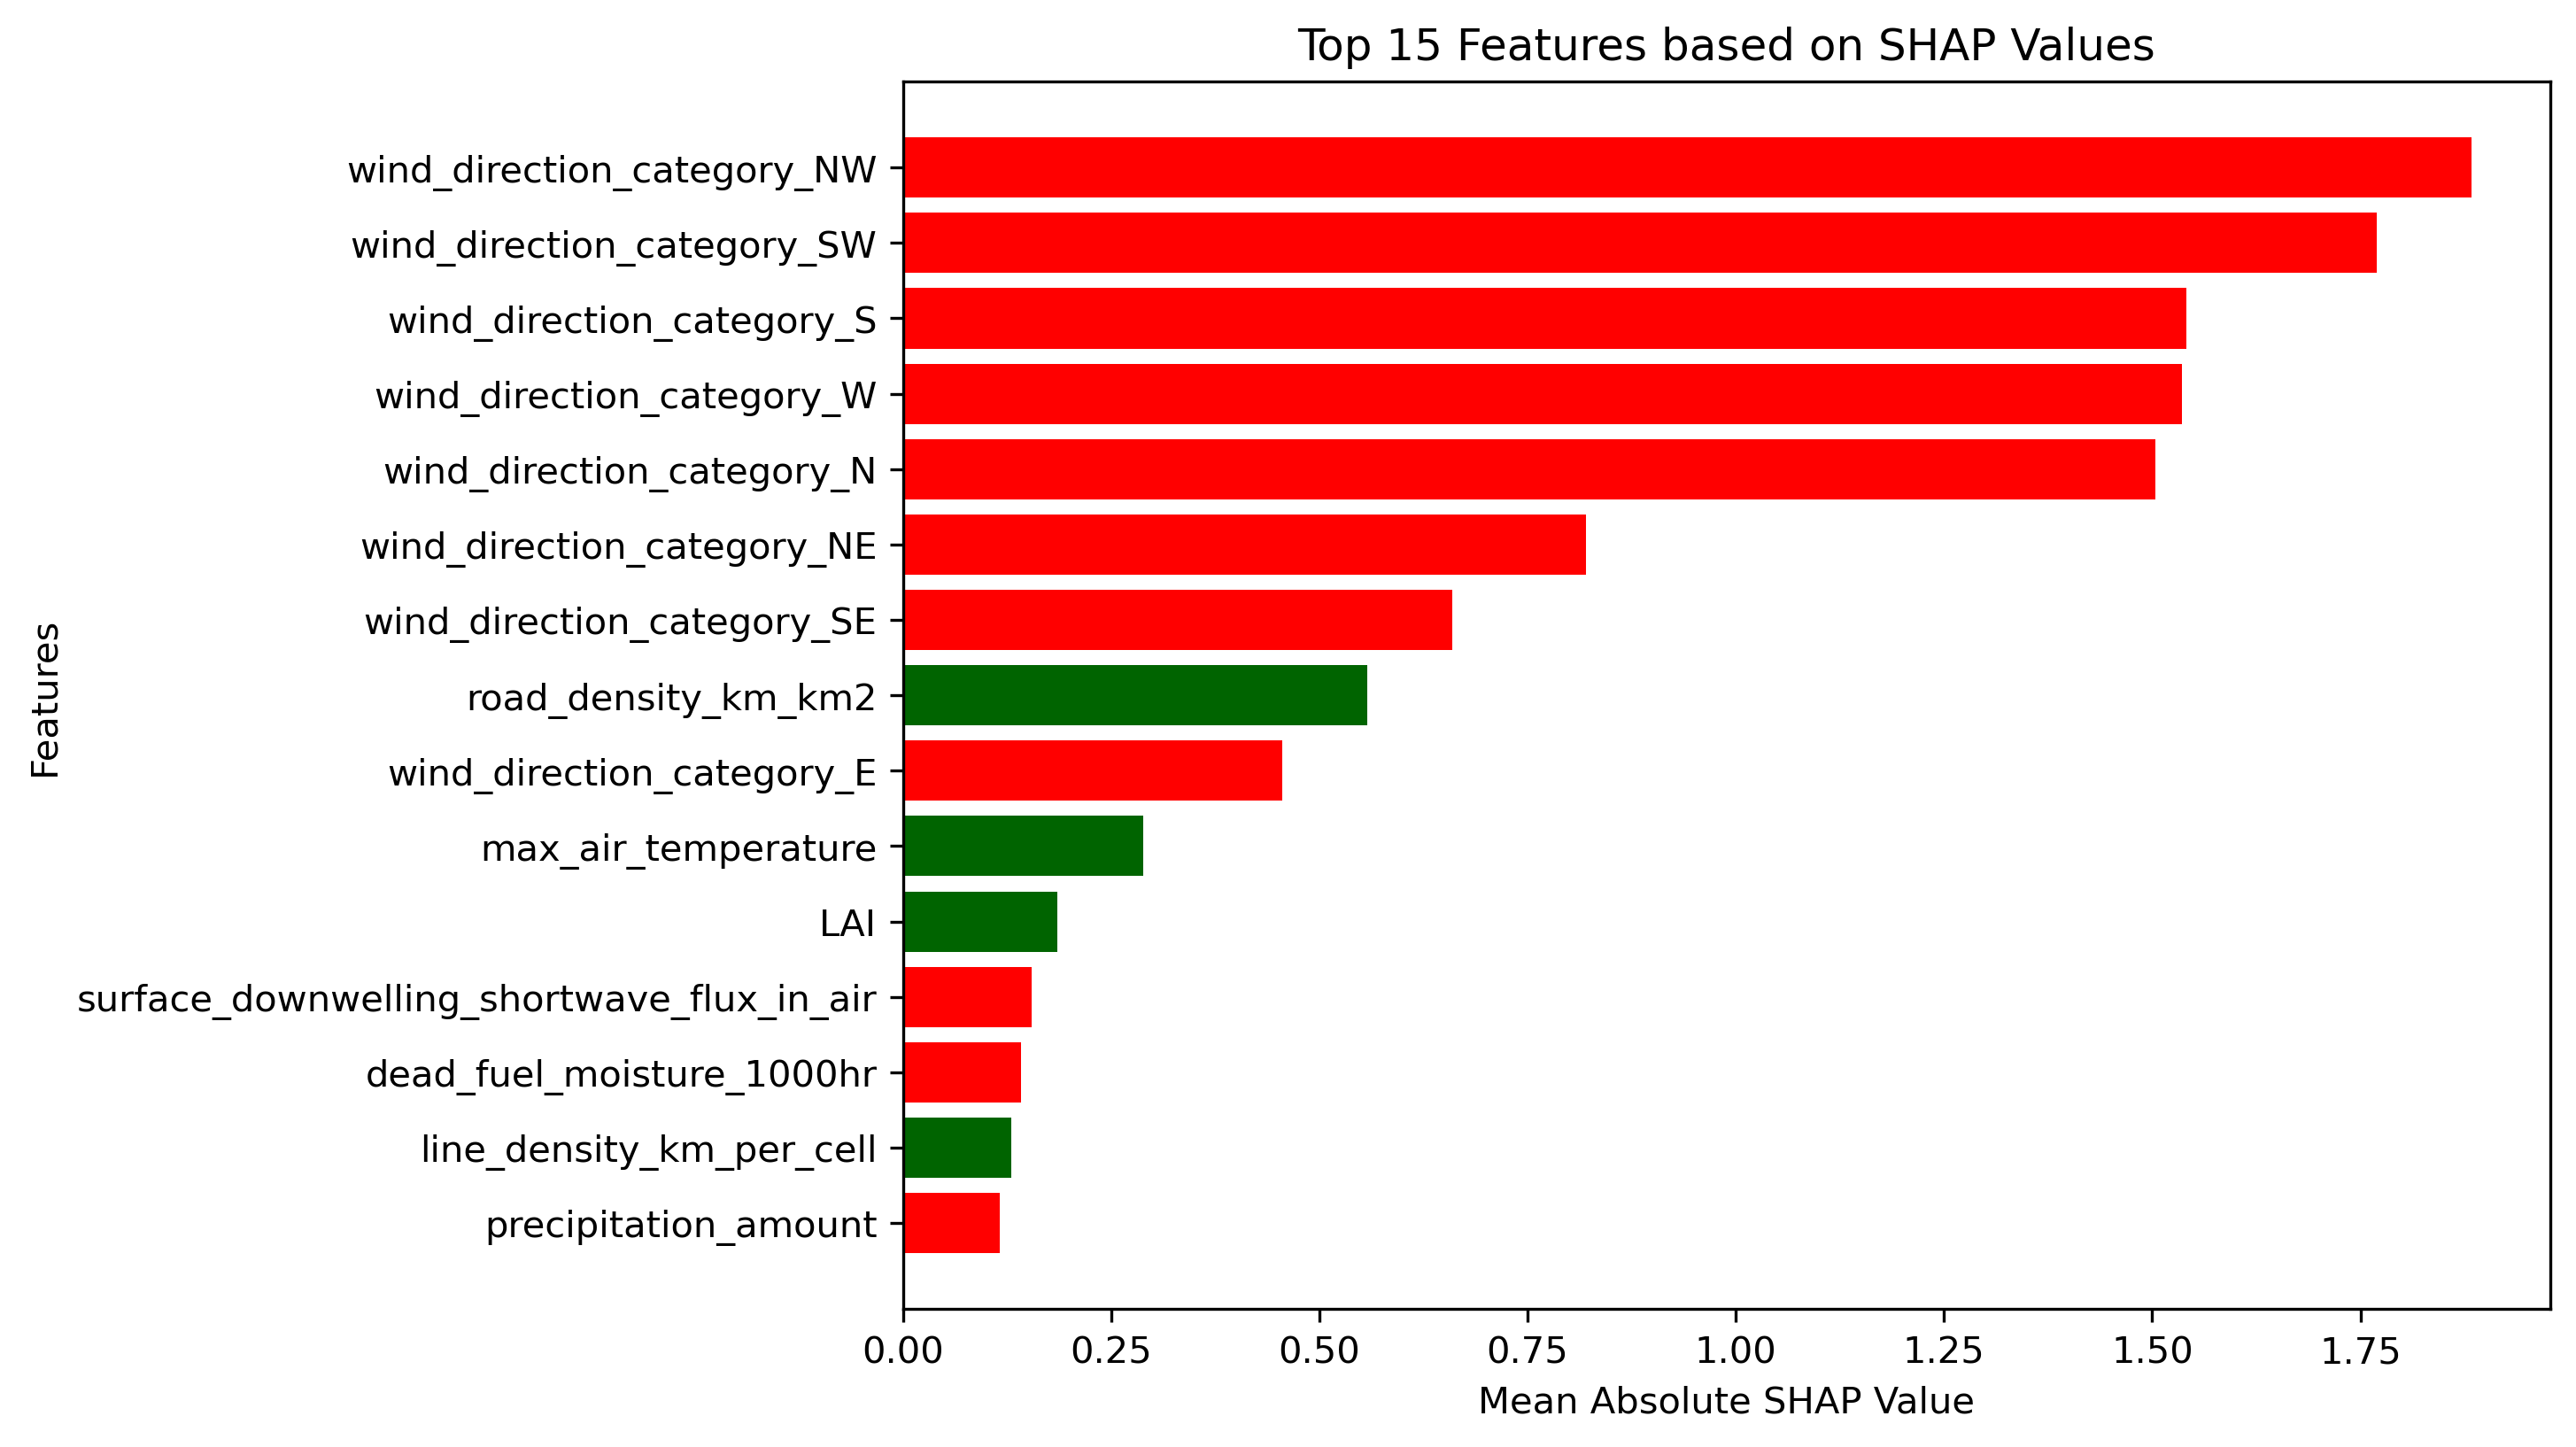 Top 15 Features based on SHAP Values
wind_direction_category_NW
wind_direction_category_SW
wind_direction_category_S
wind_direction_category_W
wind_direction_category_N
wind_direction_category_NE
wind_direction_category_SE
road_density_km_km2
wind_direction_category_E
max_air_temperature
LAI
surface_downwelling_shortwave_flux_in_air
dead_fuel_moisture_1000hr
line_density_km_per_cell
precipitation_amount
Features
0.00 0.25 0.50 0.75 1.00 1.25 1.50 1.75
Mean Absolute SHAP Value